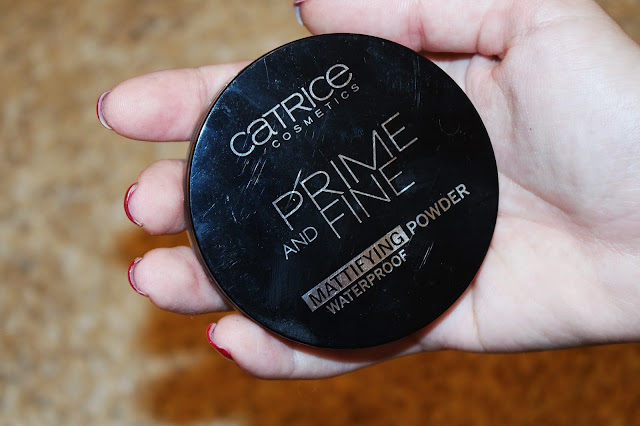 CATRICE
COSMETICS
PRIME
AND FINE
MATTIFYING POWDER
WATERPROOF